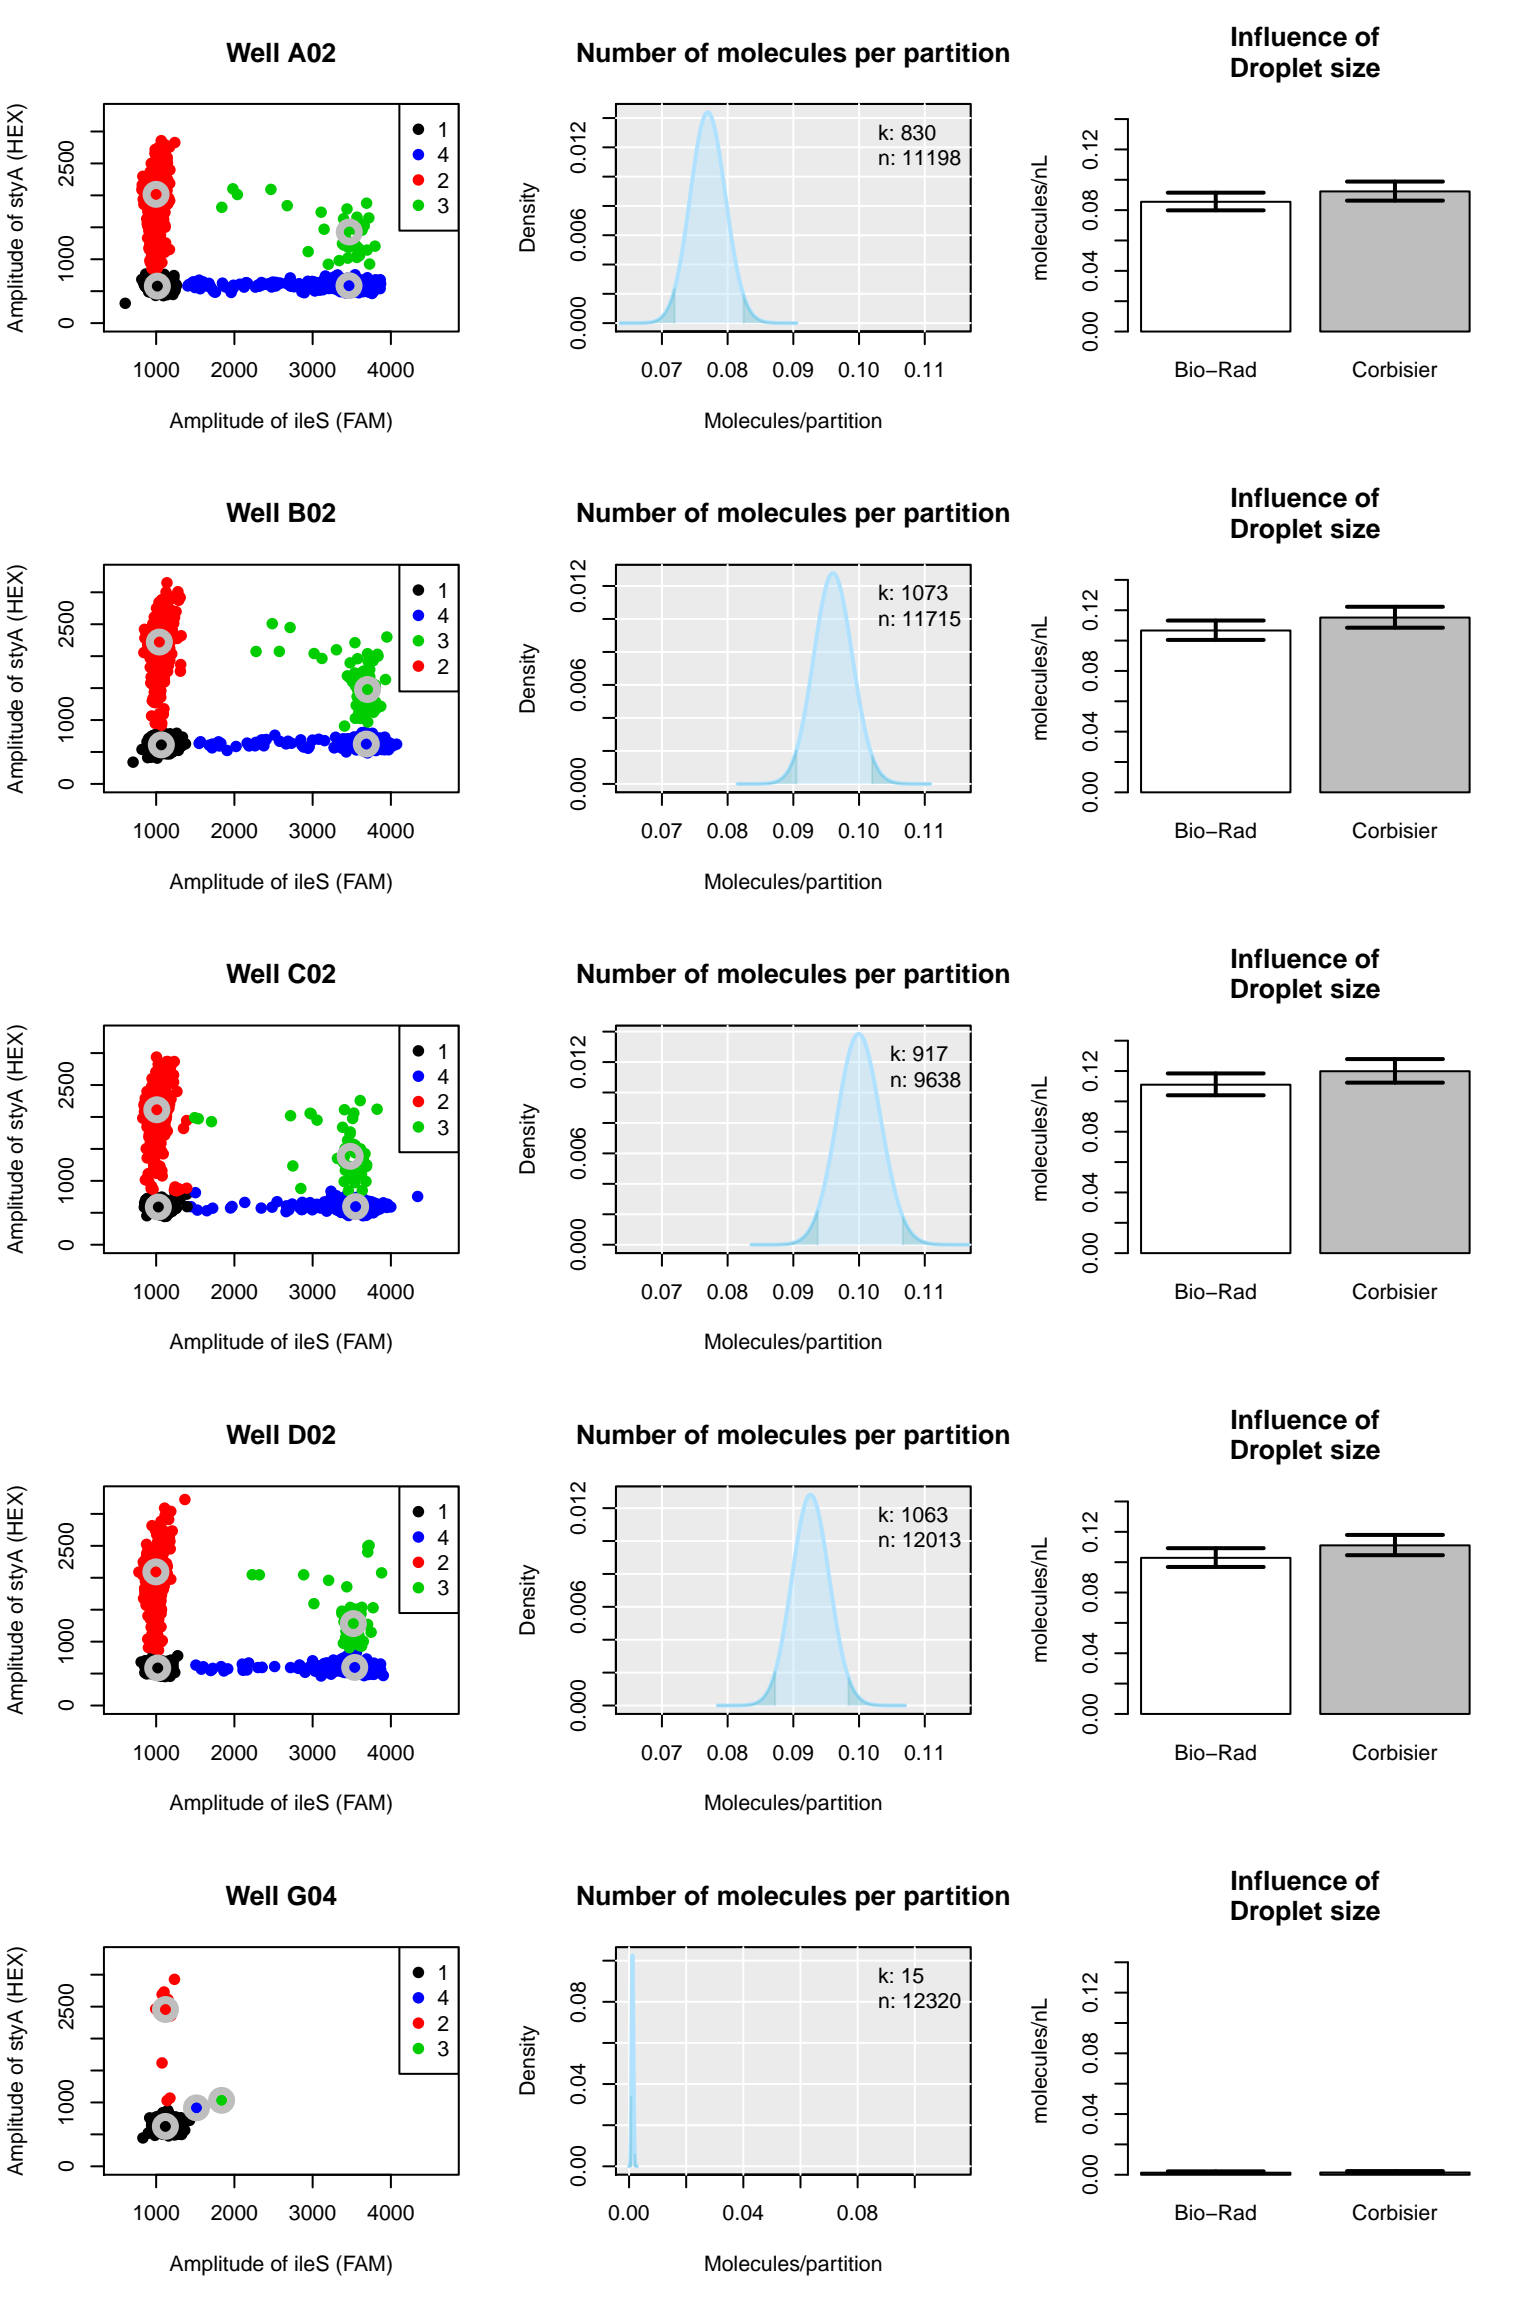 Well A02
Amplitude of styA (HEX)
0 1000 2500
1
4
2
3
1000 2000 3000 4000
Amplitude of ileS (FAM)
Number of molecules per partition
Density
0.000 0.006 0.012
k: 830
n: 11198
0.07 0.08 0.09 0.10 0.11
Molecules/partition
Influence of
Droplet size
molecules/nL
0.00 0.04 0.08 0.12
Bio−Rad Corbisier
Well B02
Amplitude of styA (HEX)
0 1000 2500
1
4
3
2
1000 2000 3000 4000
Amplitude of ileS (FAM)
Number of molecules per partition
Density
0.000 0.006 0.012
k: 1073
n: 11715
0.07 0.08 0.09 0.10 0.11
Molecules/partition
Influence of
Droplet size
molecules/nL
0.00 0.04 0.08 0.12
Bio−Rad Corbisier
Well C02
Amplitude of styA (HEX)
0 1000 2500
1
4
2
3
1000 2000 3000 4000
Amplitude of ileS (FAM)
Number of molecules per partition
Density
0.000 0.006 0.012
k: 917
n: 9638
0.07 0.08 0.09 0.10 0.11
Molecules/partition
Influence of
Droplet size
molecules/nL
0.00 0.04 0.08 0.12
Bio−Rad Corbisier
Well D02
Amplitude of styA (HEX)
0 1000 2500
1
4
2
3
1000 2000 3000 4000
Amplitude of ileS (FAM)
Number of molecules per partition
Density
0.000 0.006 0.012
k: 1063
n: 12013
0.07 0.08 0.09 0.10 0.11
Molecules/partition
Influence of
Droplet size
molecules/nL
0.00 0.04 0.08 0.12
Bio−Rad Corbisier
Well G04
Amplitude of styA (HEX)
0 1000 2500
1
4
2
3
1000 2000 3000 4000
Amplitude of ileS (FAM)
Number of molecules per partition
Density
0.00 0.04 0.08
k: 15
n: 12320
0.00 0.04 0.08
Molecules/partition
Influence of
Droplet size
molecules/nL
0.00 0.04 0.08 0.12
Bio−Rad Corbisier